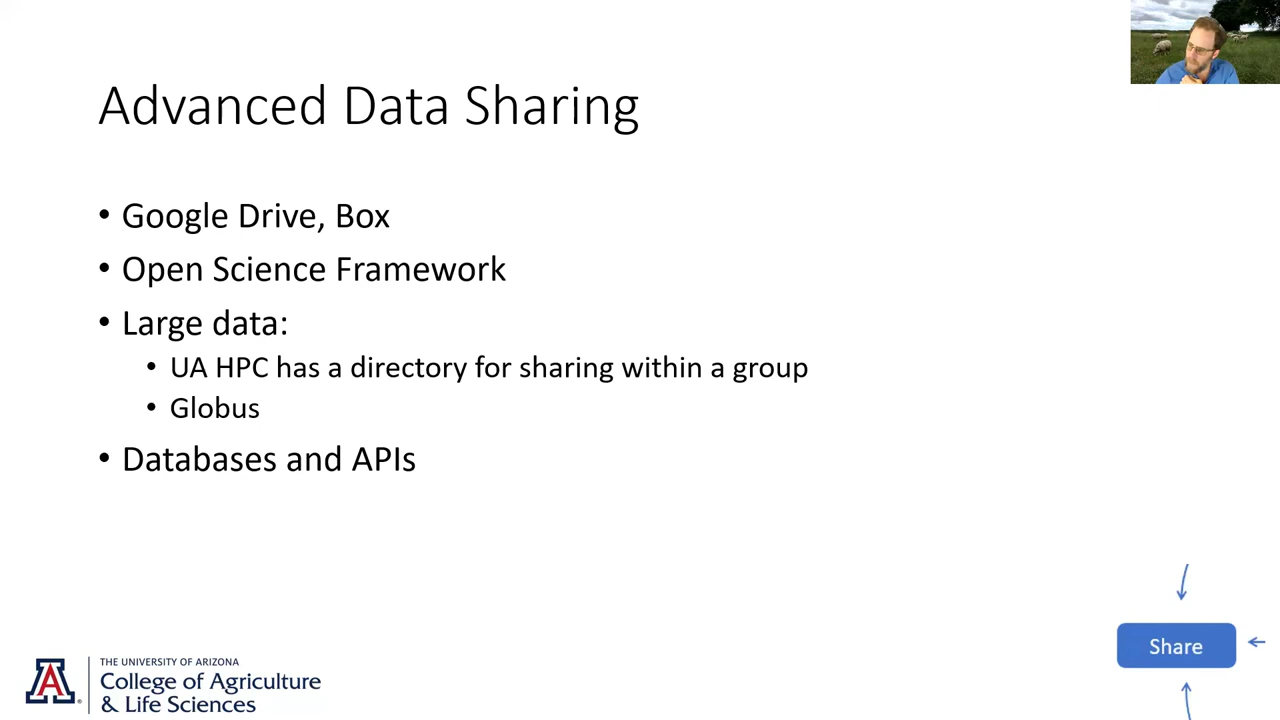 Advanced Data Sharing
• Google Drive, Box
• Open Science Framework
• Large data:
• UA HPC has a directory for sharing within a group
• Globus
• Databases and APIs
Share
THE UNIVERSITY OF ARIZONA
College of Agriculture
& Life Sciences
A